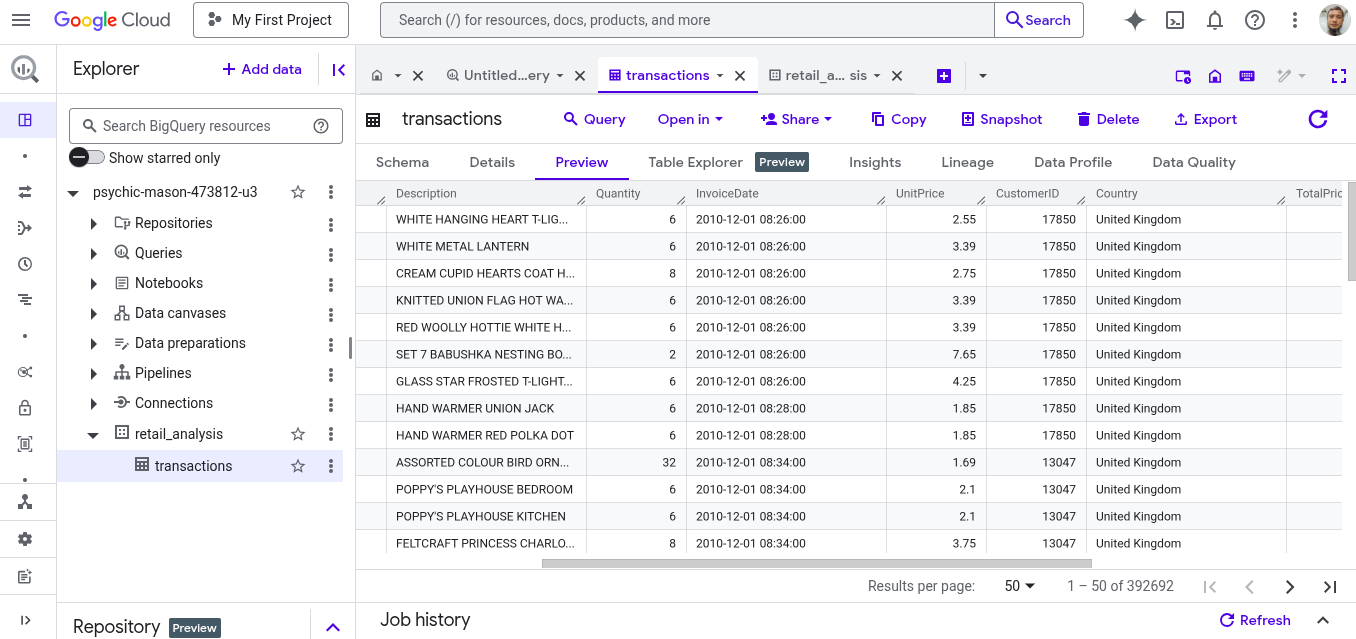 Google Cloud
My First Project
Search (/) for resources, docs, products, and more
Search
Explorer
Add data
Search BigQuery resources
Show starred only
psychic-mason-473812-u3
Repositories
Queries
Notebooks
Data canvases
Data preparations
Pipelines
Connections
retail_analysis
transactions
Repository Preview
Untitled...ery
transactions
retail_a... sis
transactions
Query
Open in
Share
Copy
Snapshot
Delete
Export
Schema
Details
Preview
Table Explorer Preview
Insights
Lineage
Data Profile
Data Quality
Description Quantity InvoiceDate UnitPrice CustomerID Country TotalPric
WHITE HANGING HEART T-LIG... 6 2010-12-01 08:26:00 2.55 17850 United Kingdom
WHITE METAL LANTERN 6 2010-12-01 08:26:00 3.39 17850 United Kingdom
CREAM CUPID HEARTS COAT H... 8 2010-12-01 08:26:00 2.75 17850 United Kingdom
KNITTED UNION FLAG HOT WA... 6 2010-12-01 08:26:00 3.39 17850 United Kingdom
RED WOOLLY HOTTIE WHITE H... 6 2010-12-01 08:26:00 3.39 17850 United Kingdom
SET 7 BABUSHKA NESTING BO... 2 2010-12-01 08:26:00 7.65 17850 United Kingdom
GLASS STAR FROSTED T-LIGHT... 6 2010-12-01 08:26:00 4.25 17850 United Kingdom
HAND WARMER UNION JACK 6 2010-12-01 08:28:00 1.85 17850 United Kingdom
HAND WARMER RED POLKA DOT 6 2010-12-01 08:28:00 1.85 17850 United Kingdom
ASSORTED COLOUR BIRD ORN... 32 2010-12-01 08:34:00 1.69 13047 United Kingdom
POPPY'S PLAYHOUSE BEDROOM 6 2010-12-01 08:34:00 2.1 13047 United Kingdom
POPPY'S PLAYHOUSE KITCHEN 6 2010-12-01 08:34:00 2.1 13047 United Kingdom
FELTCRAFT PRINCESS CHARLO... 8 2010-12-01 08:34:00 3.75 13047 United Kingdom
Results per page: 50 1 – 50 of 392692
Job history
Refresh